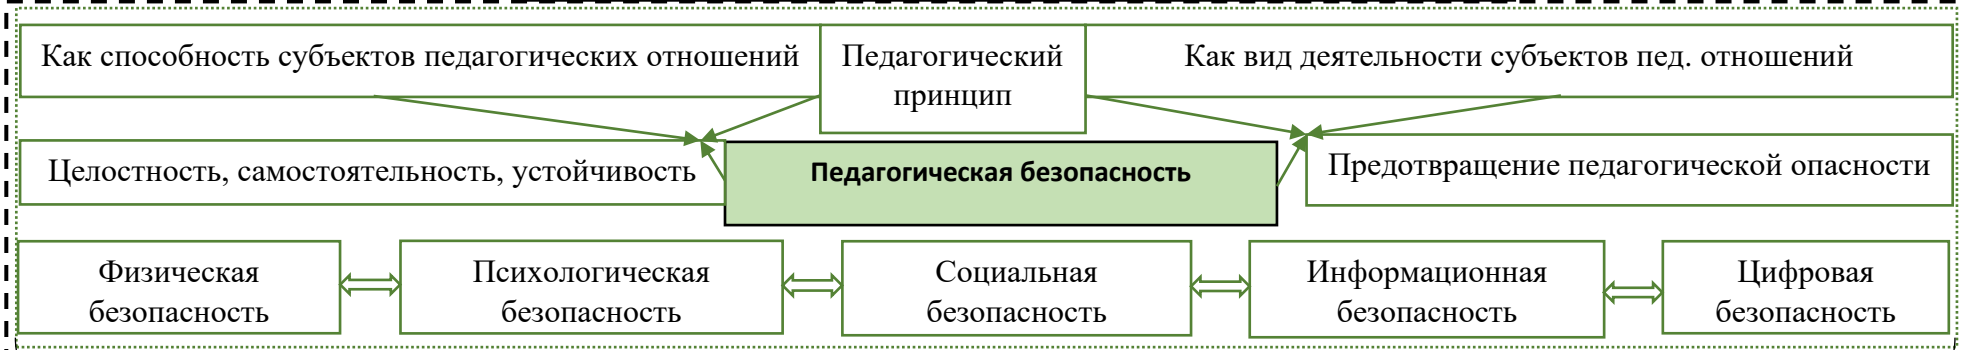 Как способность субъектов педагогических отношений
Педагогический
принцип
Как вид деятельности субъектов пед. отношений
Целостность, самостоятельность, устойчивость
Педагогическая безопасность
Предотвращение педагогической опасности
Физическая
безопасность
Психологическая
безопасность
Социальная
безопасность
Информационная
безопасность
Цифровая
безопасность